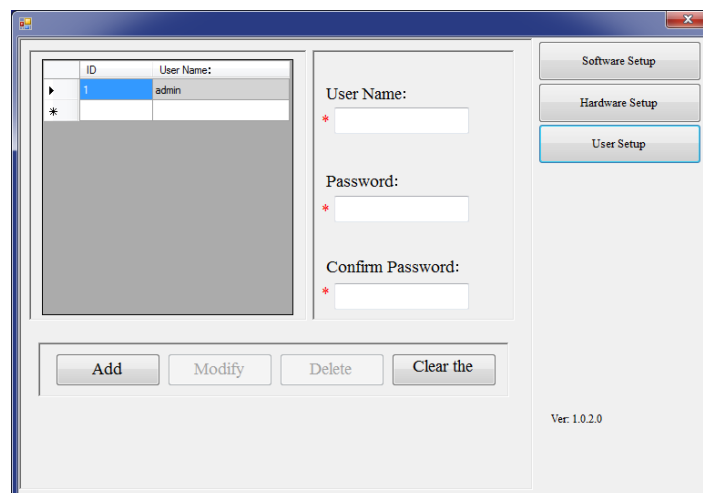 ID User Name:
1 admin
User Name:
*
Password:
*
Confirm Password:
*
Add Modify Delete Clear the
Software Setup
Hardware Setup
User Setup
Ver: 1.0.2.0